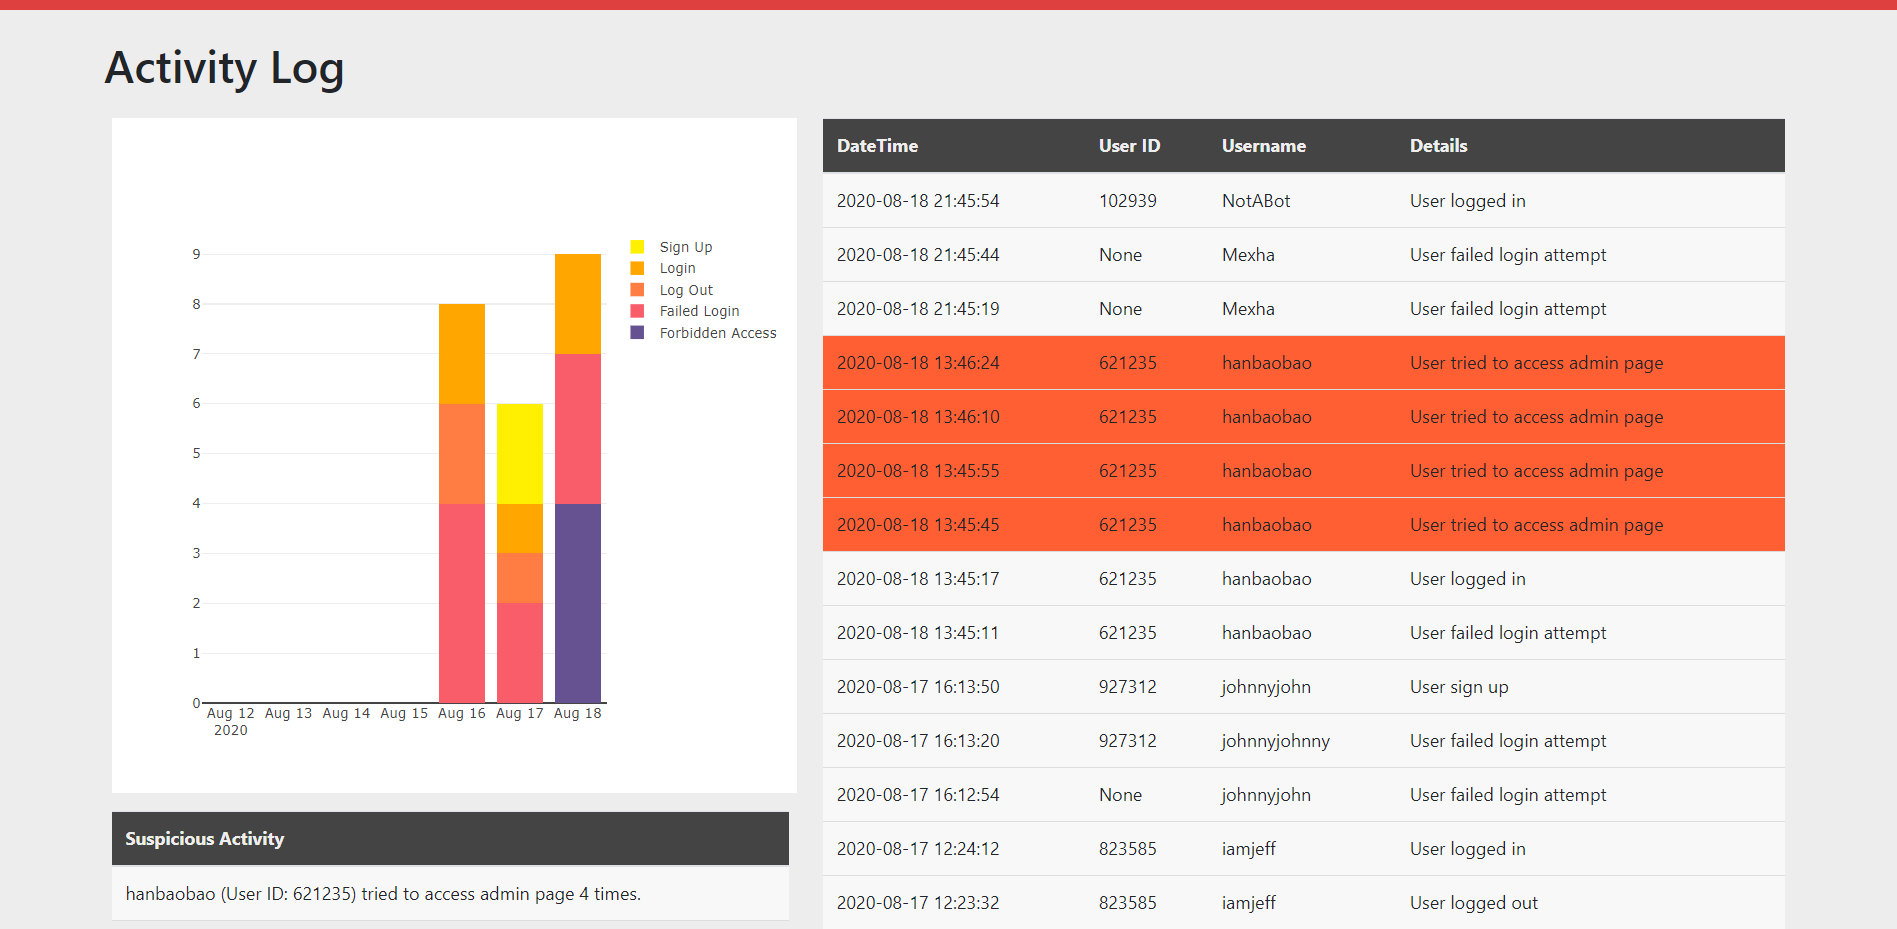 Activity Log
9
8
7
6
5
4
3
2
1
0
Aug 12 Aug 13 Aug 14 Aug 15 Aug 16 Aug 17 Aug 18
2020
Sign Up
Login
Log Out
Failed Login
Forbidden Access
Suspicious Activity
hanbaobao (User ID: 621235) tried to access admin page 4 times.
DateTime User ID Username Details
2020-08-18 21:45:54 102939 NotABot User logged in
2020-08-18 21:45:44 None Mexha User failed login attempt
2020-08-18 21:45:19 None Mexha User failed login attempt
2020-08-18 13:46:24 621235 hanbaobao User tried to access admin page
2020-08-18 13:46:10 621235 hanbaobao User tried to access admin page
2020-08-18 13:45:55 621235 hanbaobao User tried to access admin page
2020-08-18 13:45:45 621235 hanbaobao User tried to access admin page
2020-08-18 13:45:17 621235 hanbaobao User logged in
2020-08-18 13:45:11 621235 hanbaobao User failed login attempt
2020-08-17 16:13:50 927312 johnnyjohn User sign up
2020-08-17 16:13:20 927312 johnnyjohnny User failed login attempt
2020-08-17 16:12:54 None johnnyjohn User failed login attempt
2020-08-17 12:24:12 823585 iamjeff User logged in
2020-08-17 12:23:32 823585 iamjeff User logged out